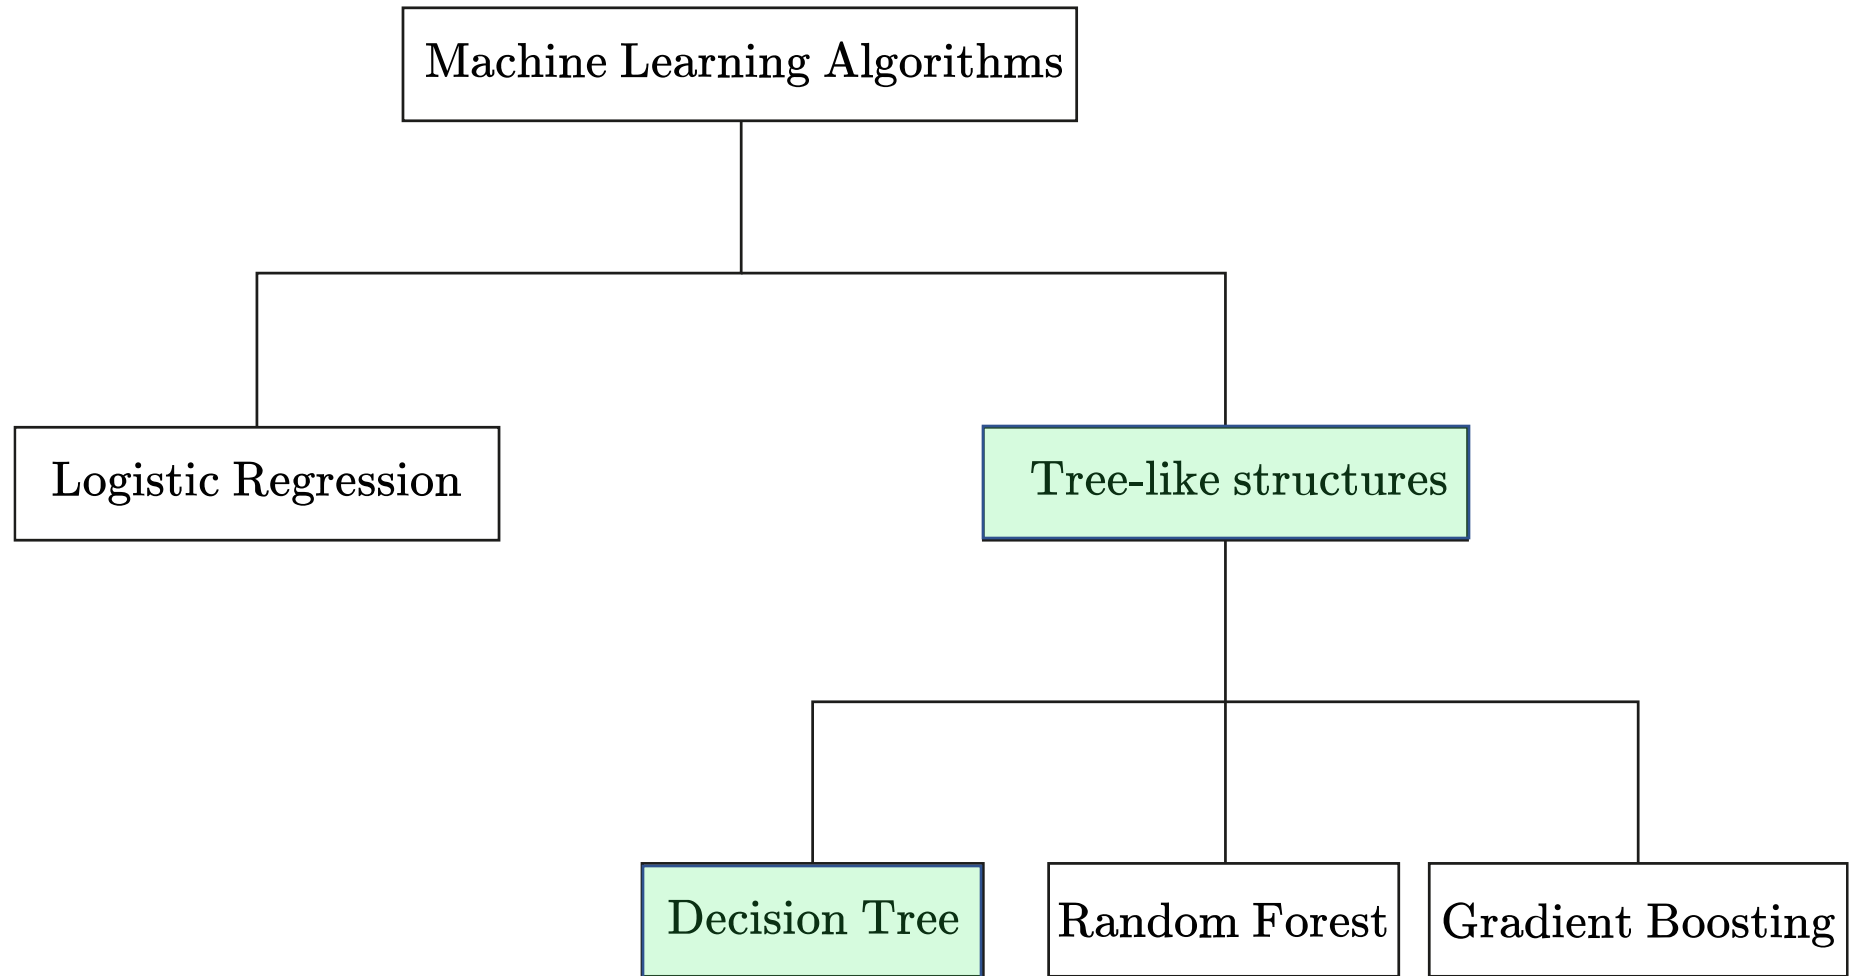 Machine Learning Algorithms
Logistic Regression
Tree-like structures
Decision Tree
Random Forest
Gradient Boosting